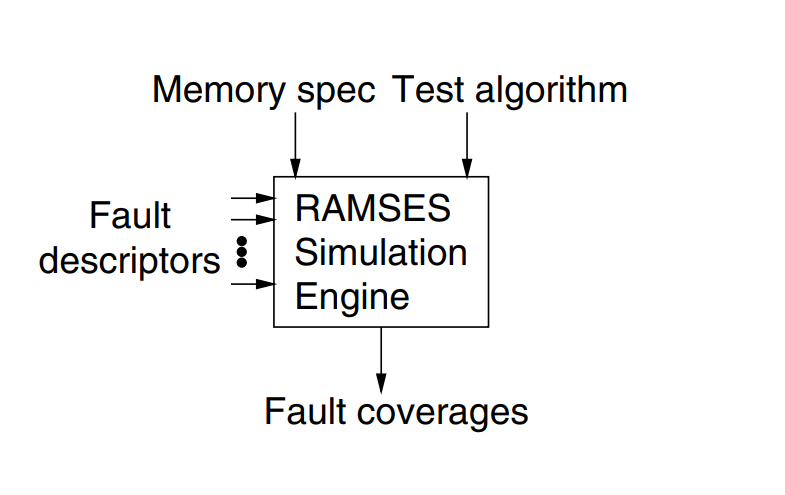 Memory spec Test algorithm
Fault
descriptors
RAMSES
Simulation
Engine
Fault coverages